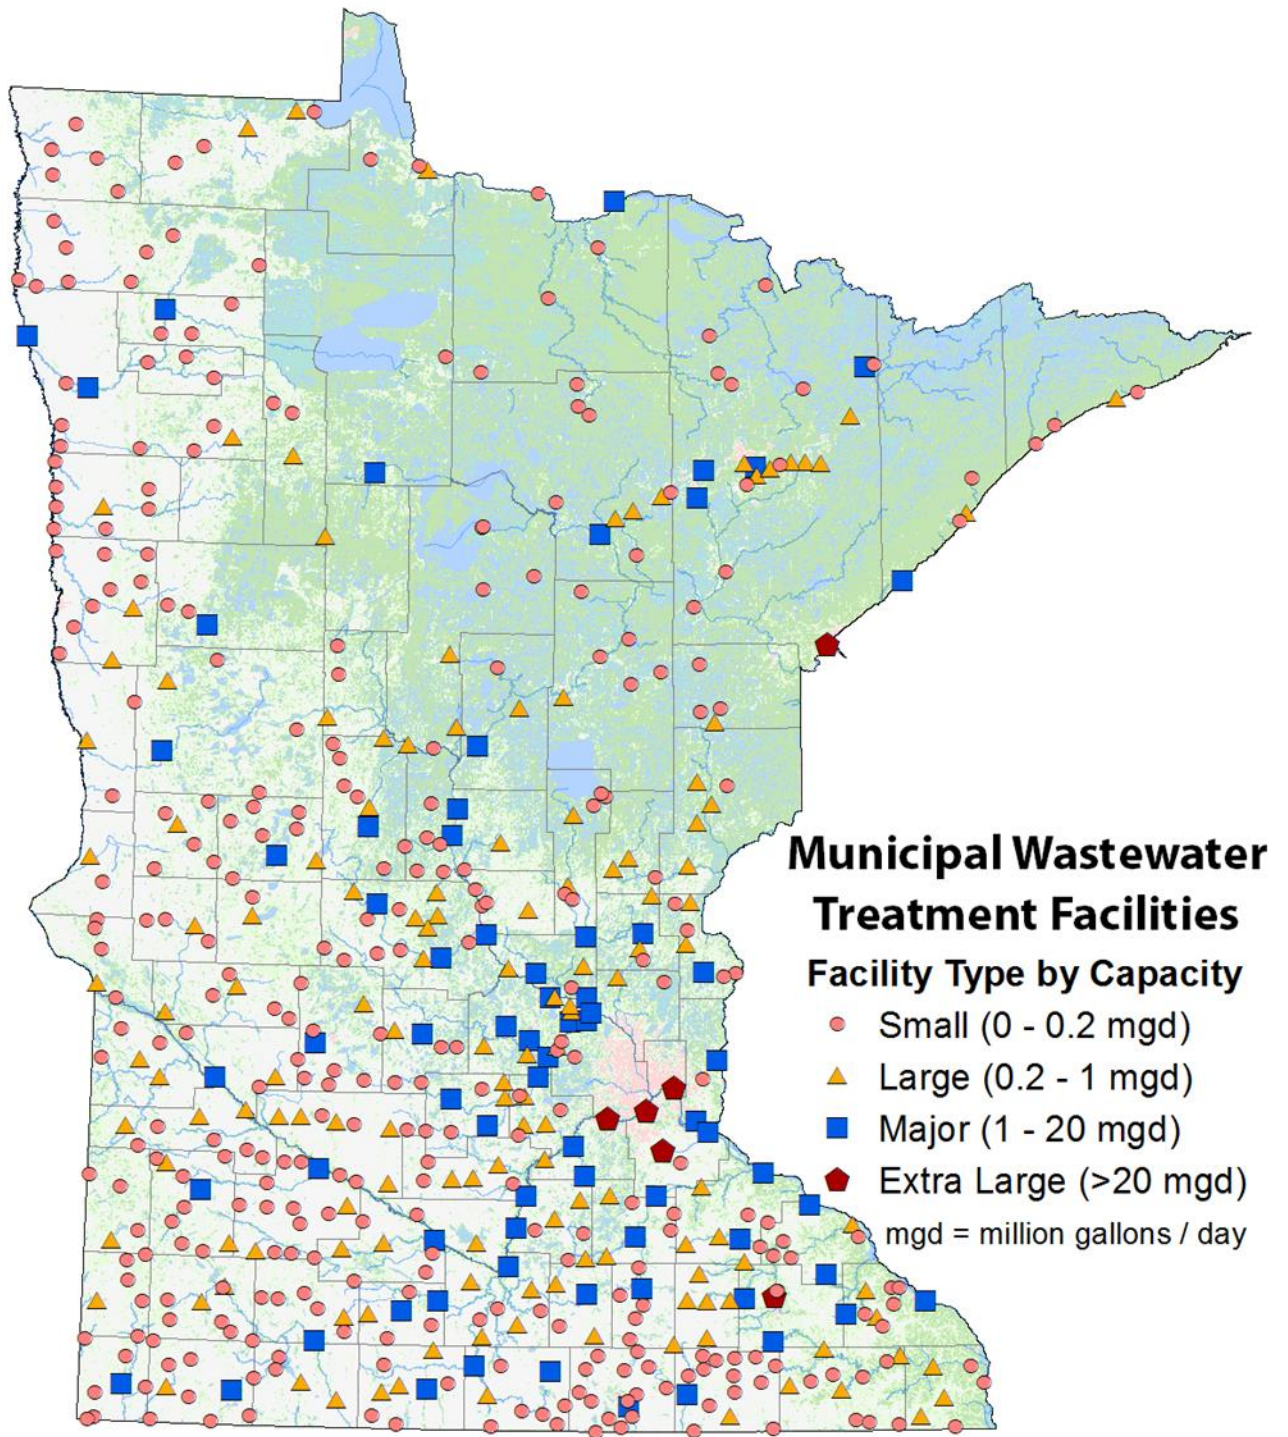 Municipal Wastewater
Treatment Facilities
Facility Type by Capacity
Small (0 - 0.2 mgd)
Large (0.2 - 1 mgd)
Major (1 - 20 mgd)
Extra Large (>20 mgd)
mgd = million gallons / day